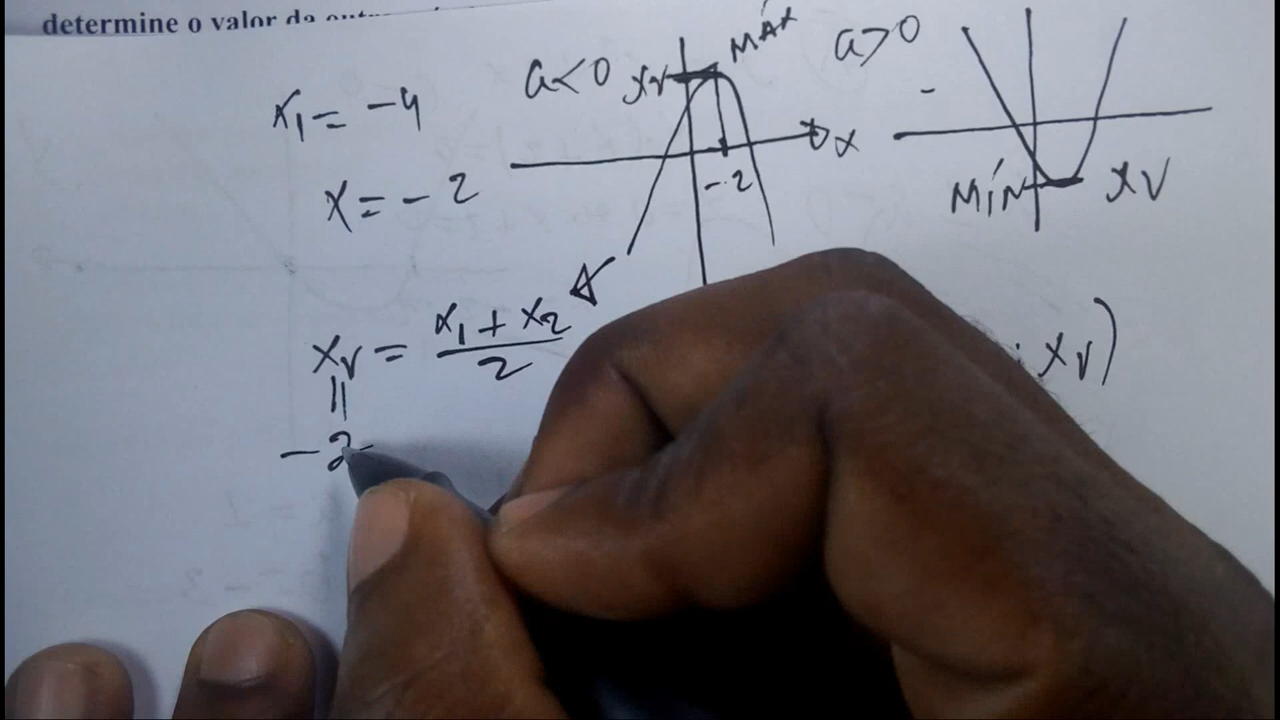 determine o valor da
x₁ = -4
a<0
xv
MÁX
a>0
-
x
-2
x = -2
MÍN
xv
xv = (x₁ + x₂)/2
xv)
= -2